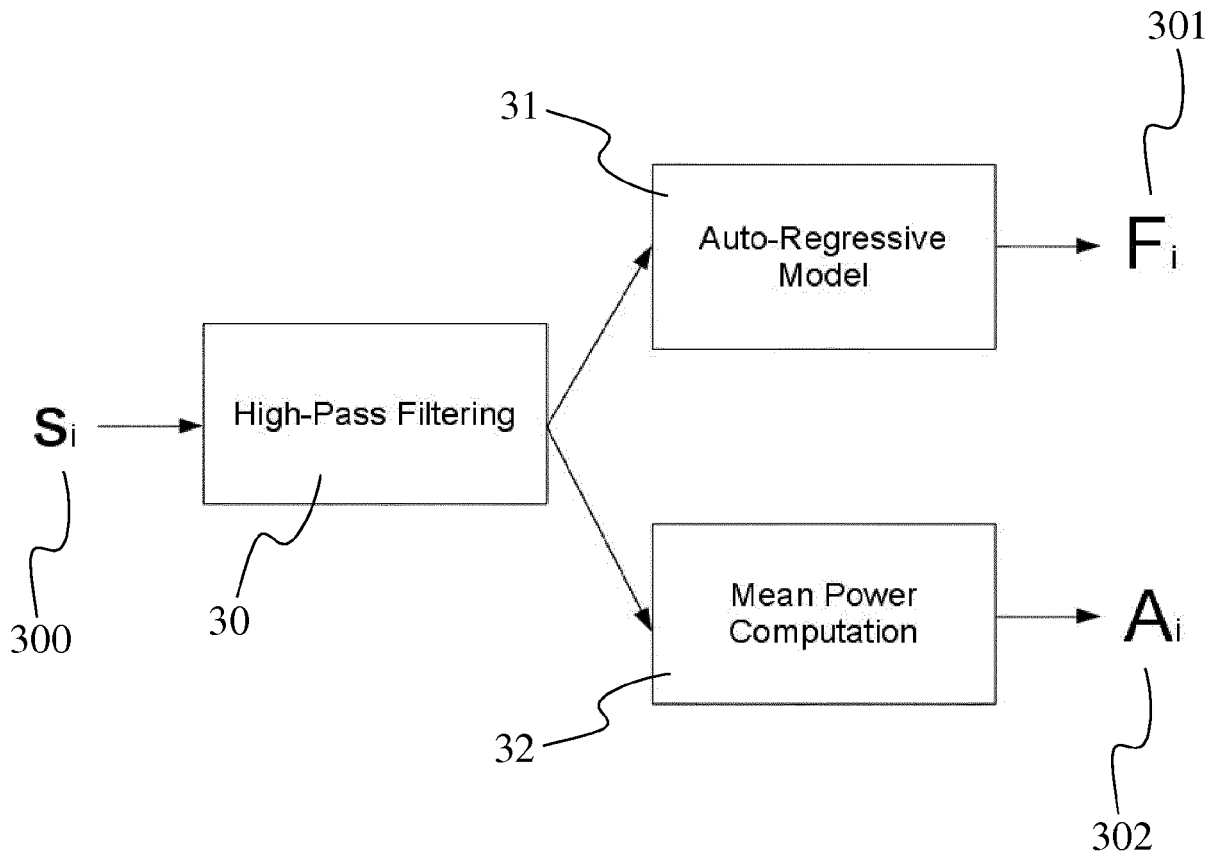 301
31
Auto-Regressive
Model
Fi
High-Pass Filtering
si
30
300
Mean Power
Computation
Ai
32
302